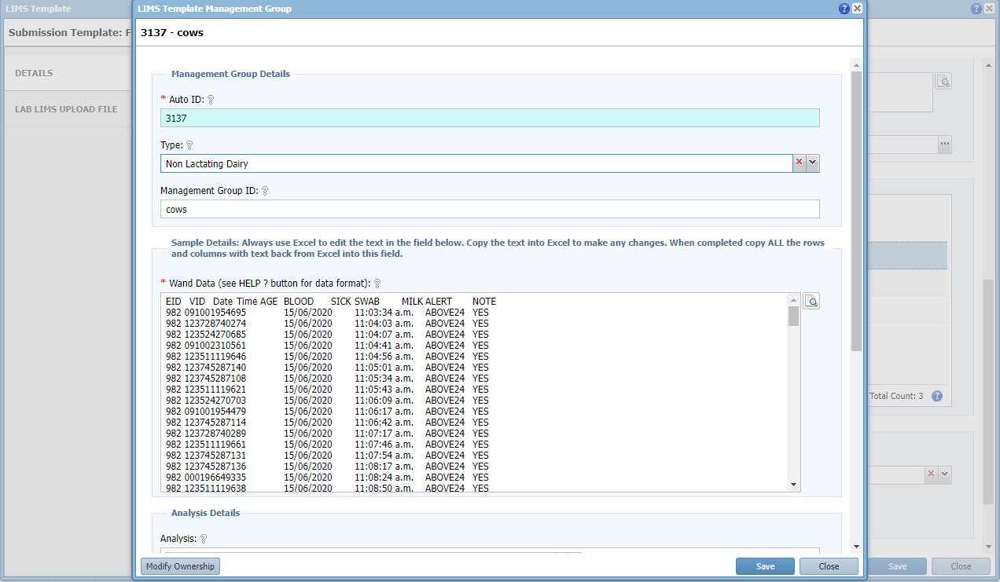 LIMS Template
Submission Template: F
DETAILS
LAB LIMS UPLOAD FILE
LIMS Template Management Group
3137 - cows
Management Group Details
* Auto ID:
3137
Type:
Non Lactating Dairy
Management Group ID:
cows
Sample Details: Always use Excel to edit the text in the field below. Copy the text into Excel to make any changes. When completed copy ALL the rows
and columns with text back from Excel into this field.
* Wand Data (see HELP ? button for data format):
EID VID Date Time AGE BLOOD SICK SWAB MILK ALERT NOTE
982 091001954695 15/06/2020 11:03:34 a.m. ABOVE24 YES
982 123728740274 15/06/2020 11:04:03 a.m. ABOVE24 YES
982 123524270685 15/06/2020 11:04:07 a.m. ABOVE24 YES
982 091002310561 15/06/2020 11:04:41 a.m. ABOVE24 YES
982 123511119646 15/06/2020 11:04:56 a.m. ABOVE24 YES
982 123745287140 15/06/2020 11:05:01 a.m. ABOVE24 YES
982 123745287108 15/06/2020 11:05:34 a.m. ABOVE24 YES
982 123511119621 15/06/2020 11:05:43 a.m. ABOVE24 YES
982 123524270703 15/06/2020 11:06:09 a.m. ABOVE24 YES
982 091001954479 15/06/2020 11:06:17 a.m. ABOVE24 YES
982 123745287114 15/06/2020 11:06:42 a.m. ABOVE24 YES
982 123728740289 15/06/2020 11:07:17 a.m. ABOVE24 YES
982 123511119661 15/06/2020 11:07:46 a.m. ABOVE24 YES
982 123745287131 15/06/2020 11:07:54 a.m. ABOVE24 YES
982 123745287136 15/06/2020 11:08:17 a.m. ABOVE24 YES
982 000196649335 15/06/2020 11:08:24 a.m. ABOVE24 YES
982 123511119638 15/06/2020 11:08:50 a.m. ABOVE24 YES
Analysis Details
Analysis:
Modify Ownership
Save
Close
Total Count: 3
Save
Close